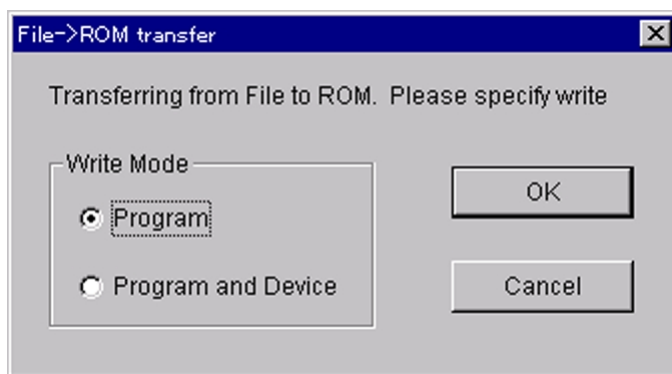 File->ROM transfer
Transferring from File to ROM. Please specify write
Write Mode
Program
Program and Device
OK
Cancel